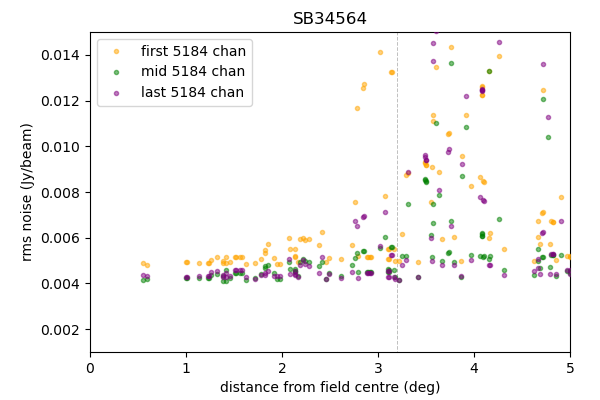 SB34564
first 5184 chan
mid 5184 chan
last 5184 chan
0.014
0.012
0.010
0.008
0.006
0.004
0.002
rms noise (Jy/beam)
0 1 2 3 4 5
distance from field centre (deg)